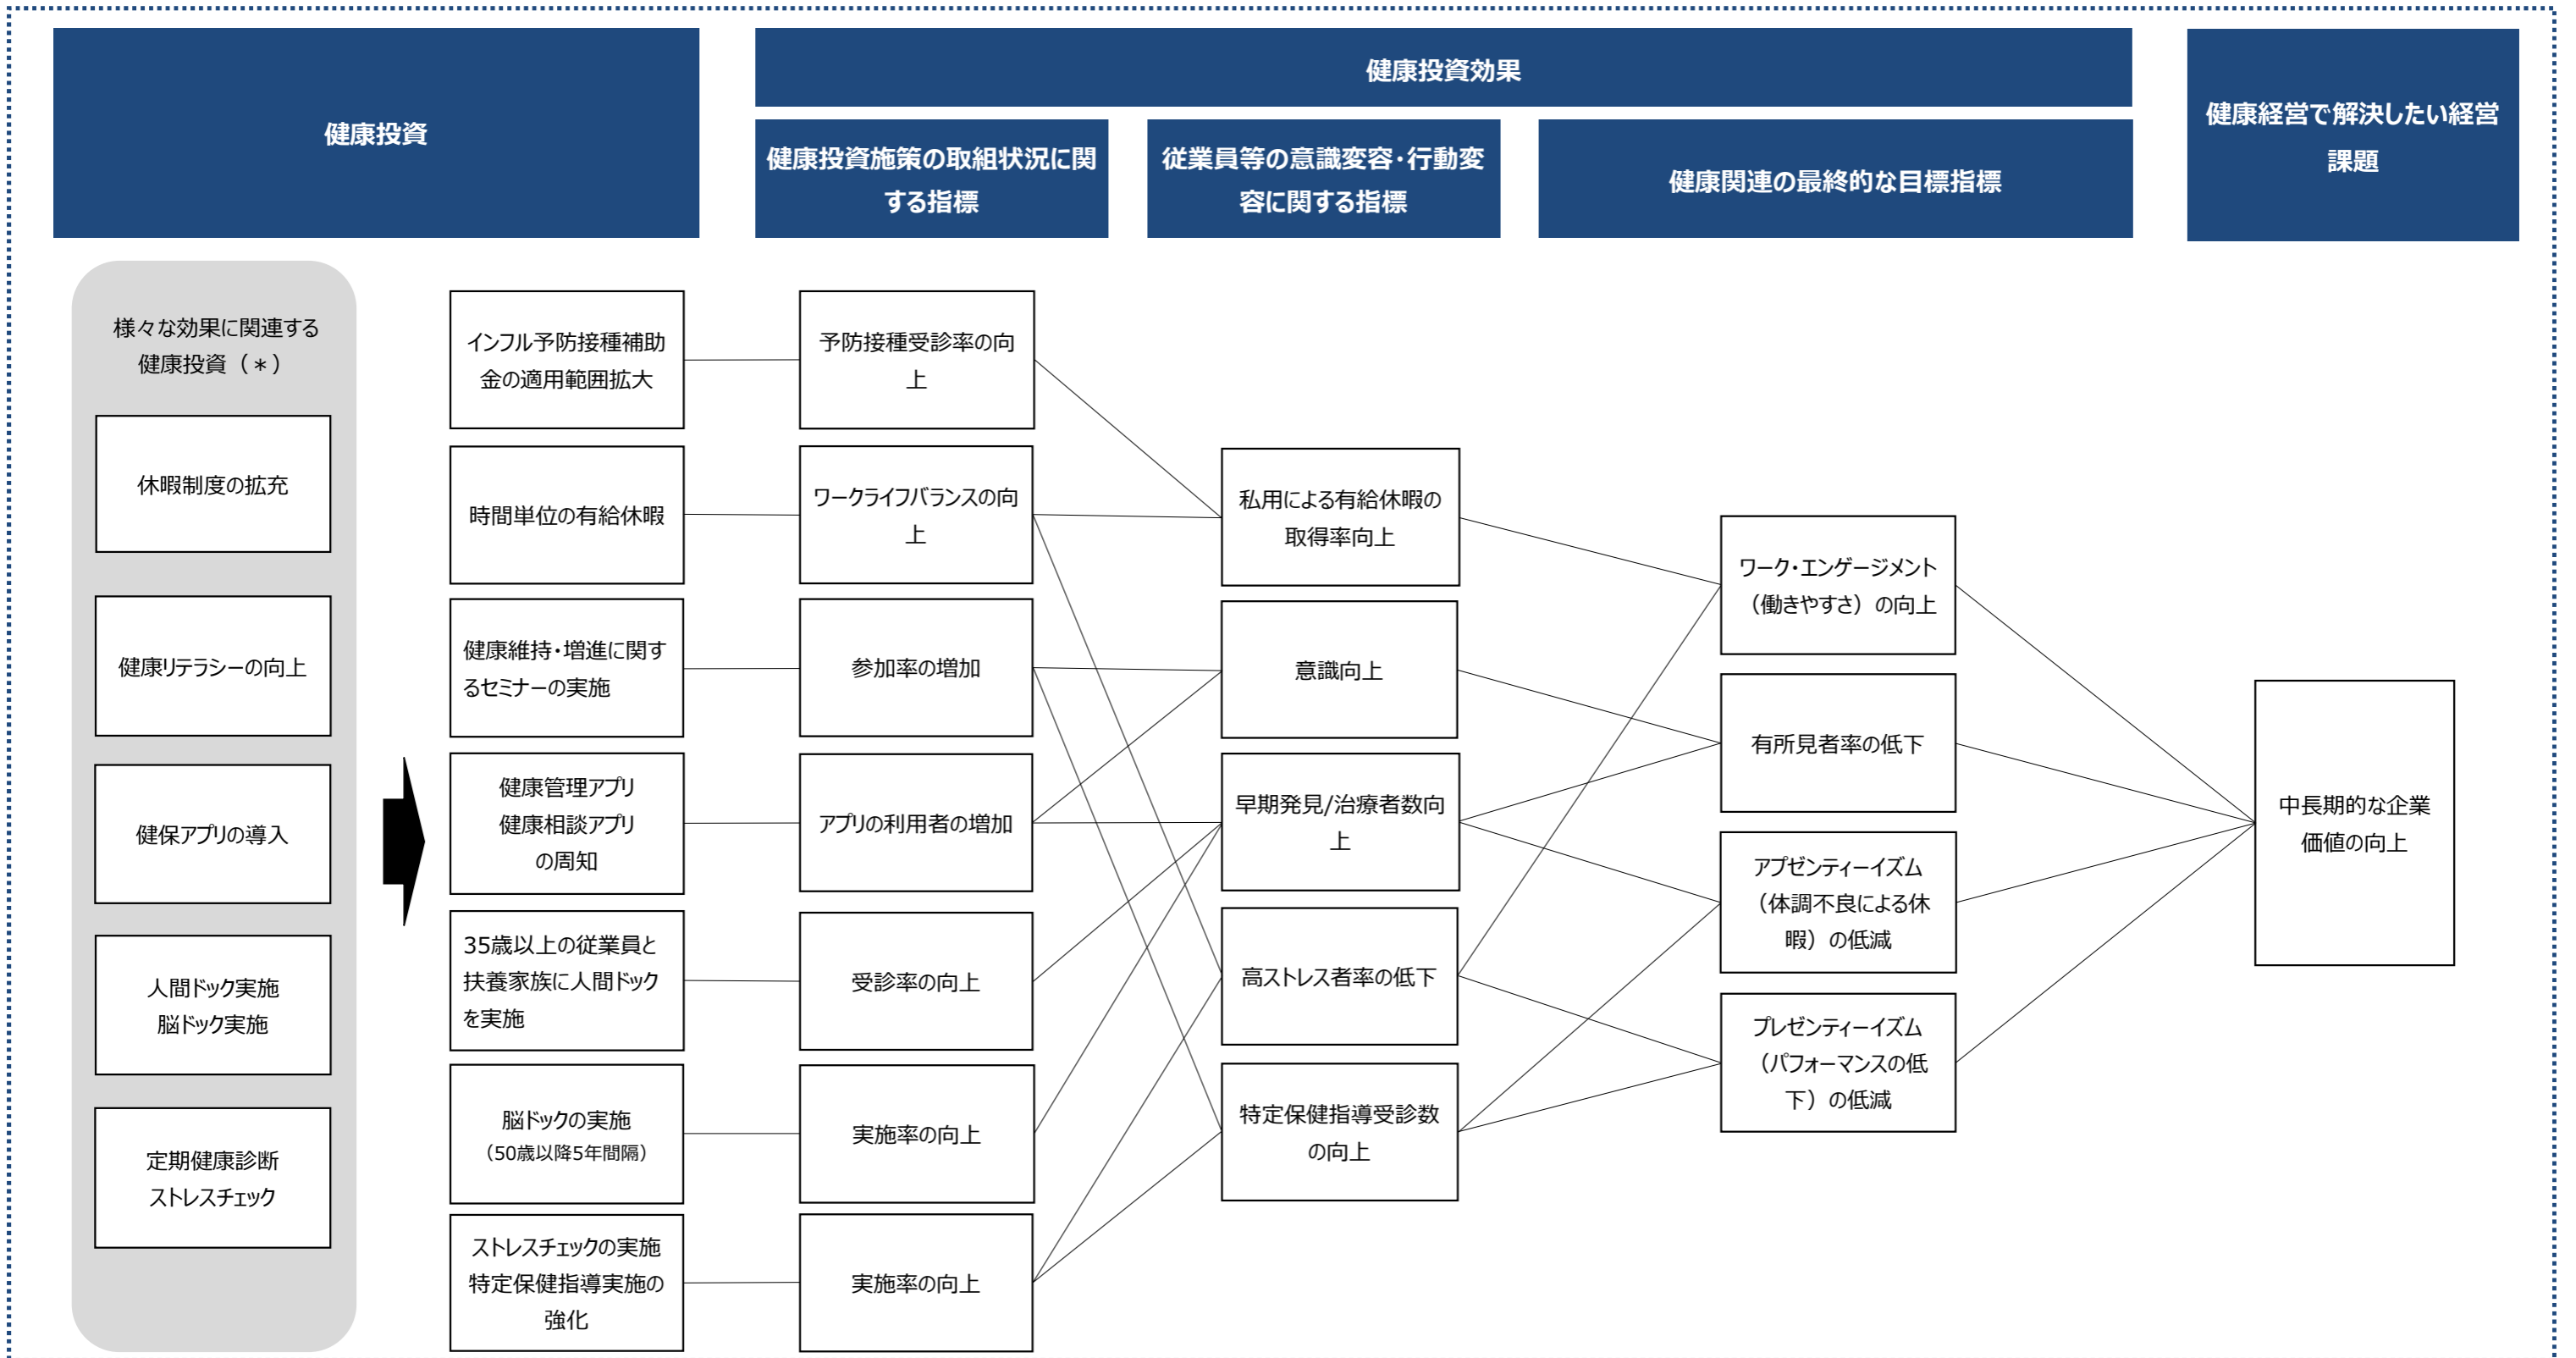 健康投資
健康投資効果
健康投資施策の取組状況に関
する指標
従業員等の意識変容・行動変
容に関する指標
健康関連の最終的な目標指標
健康経営で解決したい経営
課題
様々な効果に関連する
健康投資（＊）
休暇制度の拡充
健康リテラシーの向上
健保アプリの導入
人間ドック実施
脳ドック実施
定期健康診断
ストレスチェック
インフル予防接種補助
金の適用範囲拡大
時間単位の有給休暇
健康維持・増進に関す
るセミナーの実施
健康管理アプリ
健康相談アプリ
の周知
35歳以上の従業員と
扶養家族に人間ドック
を実施
脳ドックの実施
（50歳以降5年間隔）
ストレスチェックの実施
特定保健指導実施の
強化
予防接種受診率の向
上
ワークライフバランスの向
上
参加率の増加
アプリの利用者の増加
受診率の向上
実施率の向上
実施率の向上
私用による有給休暇の
取得率向上
意識向上
早期発見/治療者数向
上
高ストレス者率の低下
特定保健指導受診数
の向上
ワーク・エンゲージメント
（働きやすさ）の向上
有所見者率の低下
アプゼンティーイズム
（体調不良による休
暇）の低減
プレゼンティーイズム
（パフォーマンスの低
下）の低減
中長期的な企業
価値の向上